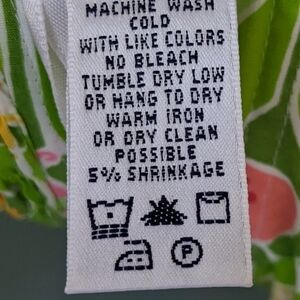 MACHINE WASH
COLD
WITH LIKE COLORS
NO BLEACH
TUMBLE DRY LOW
OR HANG TO DRY
WARM IRON
OR DRY CLEAN
POSSIBLE
5% SHRINKAGE
P